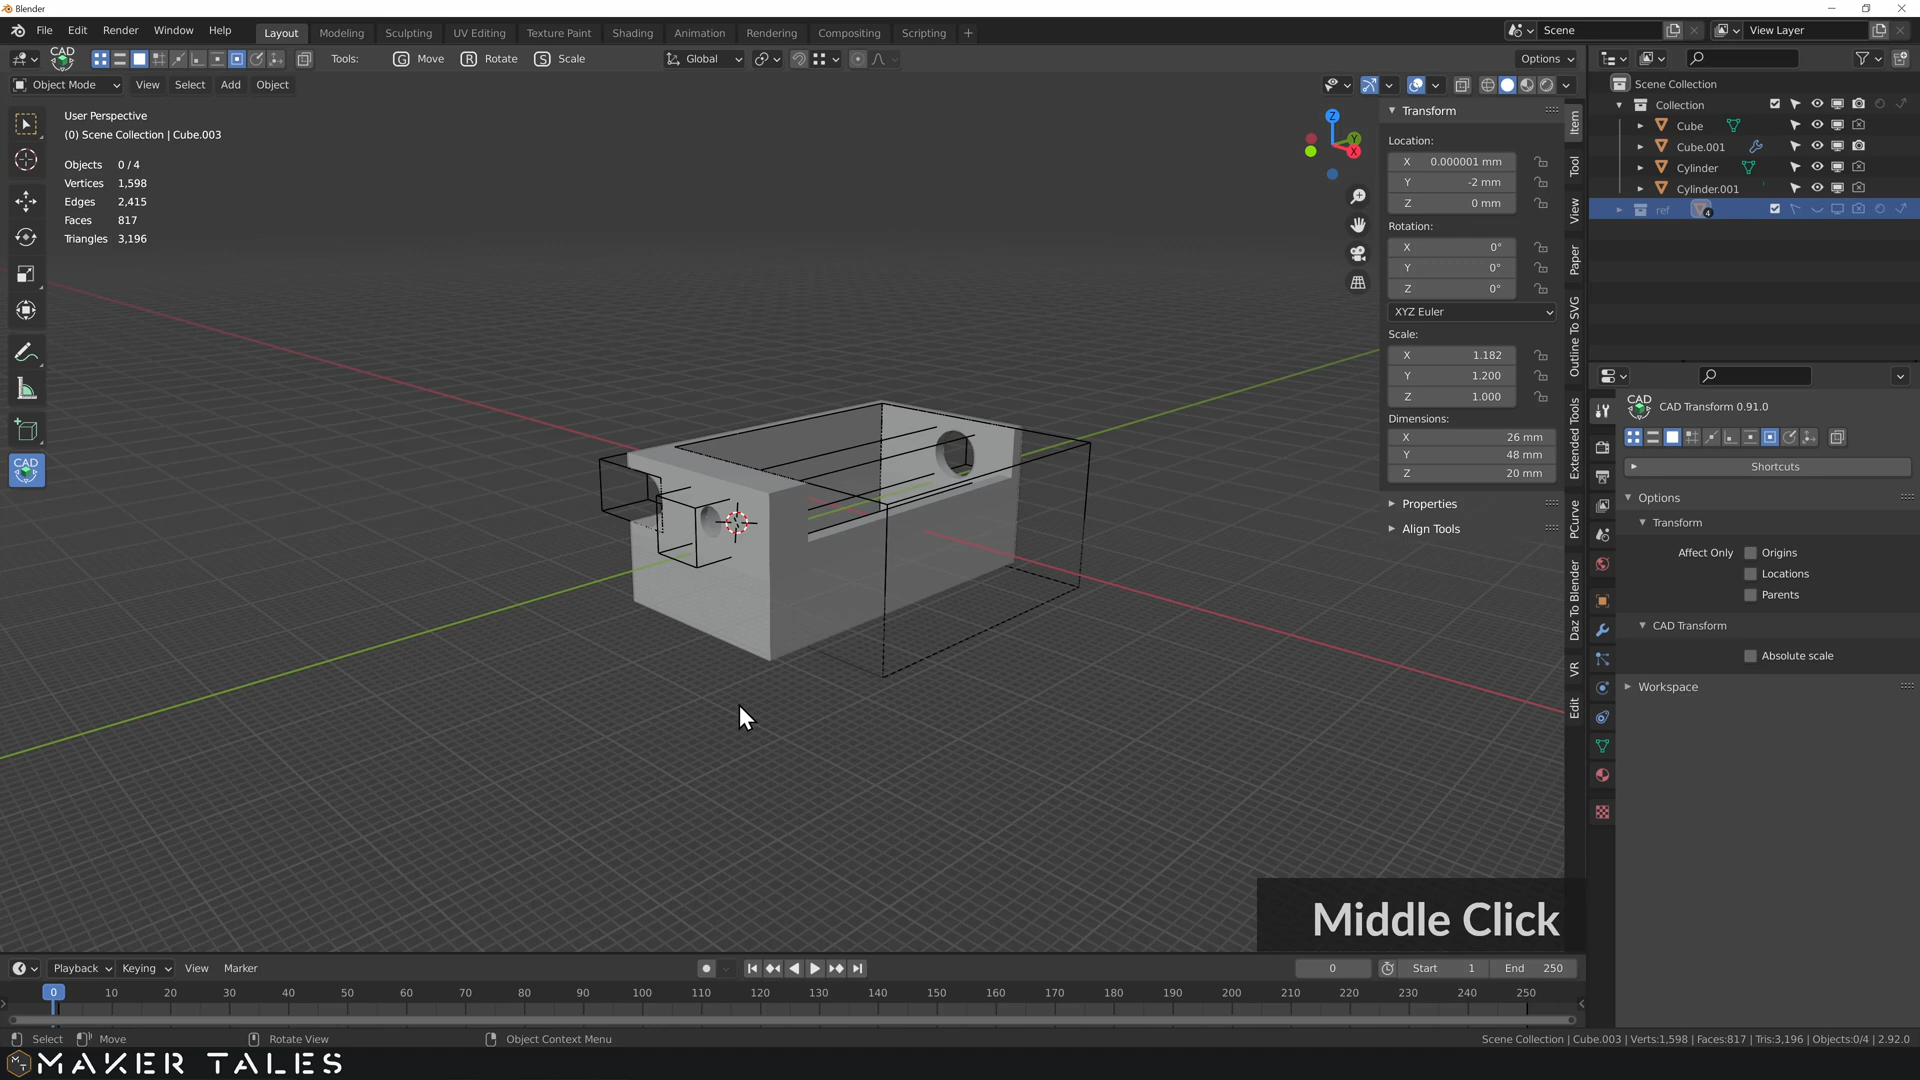 Blender
File Edit Render Window Help
Layout Modeling Sculpting UV Editing Texture Paint Shading Animation Rendering Compositing Scripting +
Scene
View Layer
CAD
Tools: G Move R Rotate S Scale
Global
Options
Object Mode View Select Add Object
User Perspective
(0) Scene Collection | Cube.003
Objects 0 / 4
Vertices 1,598
Edges 2,415
Faces 817
Triangles 3,196
CAD
Z
Y
X
Transform
Location:
X 0.000001 mm
Y -2 mm
Z 0 mm
Rotation:
X 0°
Y 0°
Z 0°
XYZ Euler
Scale:
X 1.182
Y 1.200
Z 1.000
Dimensions:
X 26 mm
Y 48 mm
Z 20 mm
Properties
Align Tools
Item
Tool
View
Paper
Outline To SVG
Extended Tools
PCurve
Daz To Blender
VR
Edit
Scene Collection
Collection
Cube
Cube.001
Cylinder
Cylinder.001
ref 4
CAD
CAD Transform 0.91.0
Shortcuts
Options
Transform
Affect Only Origins
Locations
Parents
CAD Transform
Absolute scale
Workspace
Middle Click
Playback Keying View Marker
0
Start 1
End 250
0 10 20 30 40 50 60 70 80 90 100 110 120 130 140 150 160 170 180 190 200 210 220 230 240 250
Select Move Rotate View Object Context Menu
Scene Collection | Cube.003 | Verts:1,598 | Faces:817 | Tris:3,196 | Objects:0/4 | 2.92.0
MT MAKER TALES